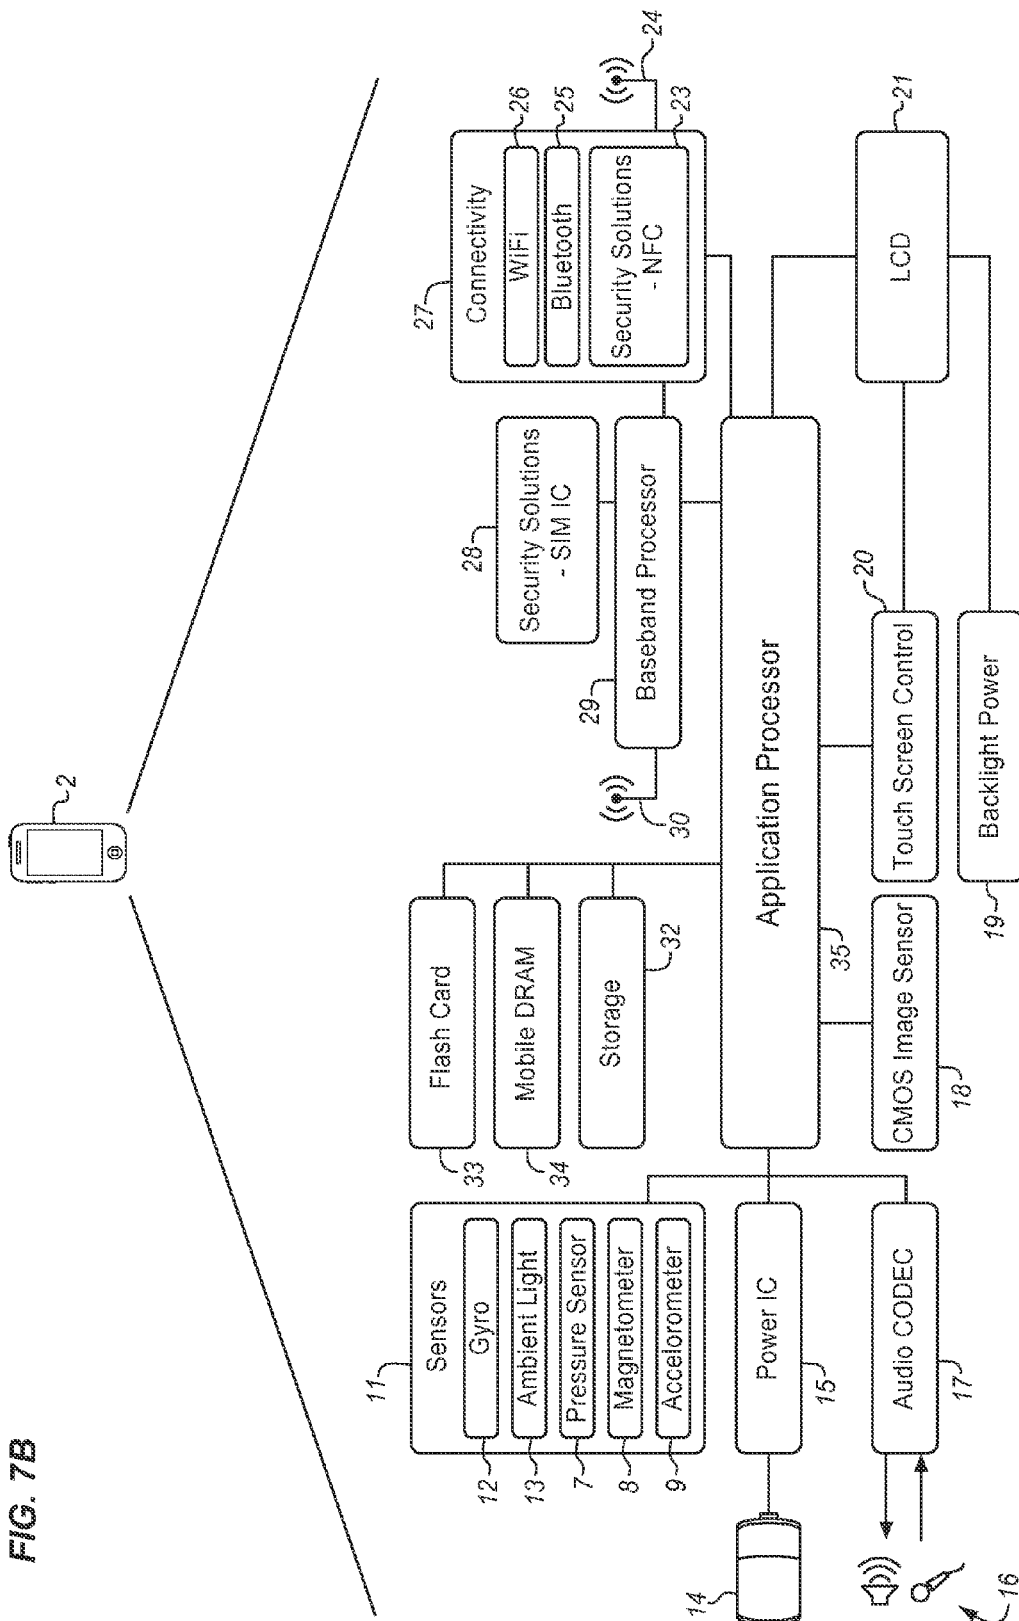 FIG. 7B
2
11
Sensors
12
Gyro
13
Ambient Light
7
Pressure Sensor
8
Magnetometer
9
Accelorometer
14
Power IC
15
Audio CODEC
17
16
33
Flash Card
34
Mobile DRAM
Storage
32
28
Security Solutions
- SIM IC
29
Baseband Processor
30
27
Connectivity
WiFi
26
Bluetooth
25
Security Solutions
- NFC
23
24
Application Processor
35
CMOS Image Sensor
18
Touch Screen Control
20
19
Backlight Power
LCD
21